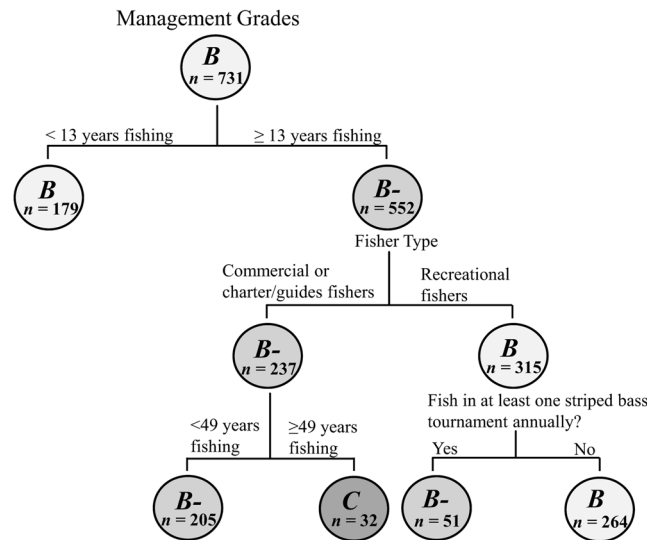 Management Grades
B
n = 731
< 13 years fishing
≥ 13 years fishing
B
n = 179
B-
n = 552
Fisher Type
Commercial or
charter/guides fishers
Recreational
fishers
B-
n = 237
B
n = 315
<49 years
fishing
≥49 years
fishing
Fish in at least one striped bass
tournament annually?
Yes
No
B-
n = 205
C
n = 32
B-
n = 51
B
n = 264